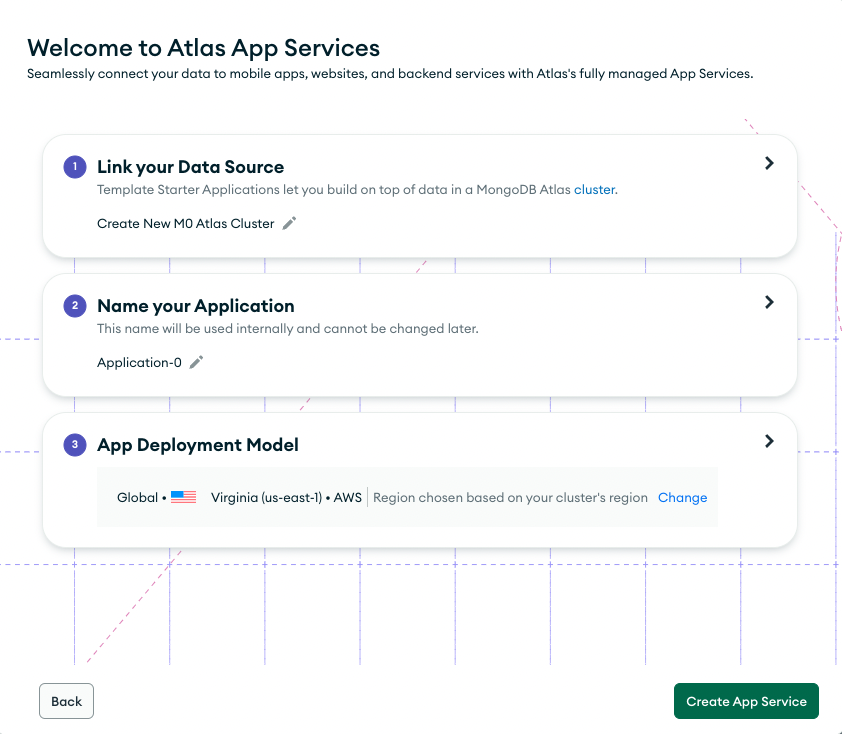 Welcome to Atlas App Services
Seamlessly connect your data to mobile apps, websites, and backend services with Atlas's fully managed App Services.
1 Link your Data Source
Template Starter Applications let you build on top of data in a MongoDB Atlas cluster.
Create New M0 Atlas Cluster
2 Name your Application
This name will be used internally and cannot be changed later.
Application-0
3 App Deployment Model
Global • Virginia (us-east-1) • AWS Region chosen based on your cluster's region Change
Back Create App Service